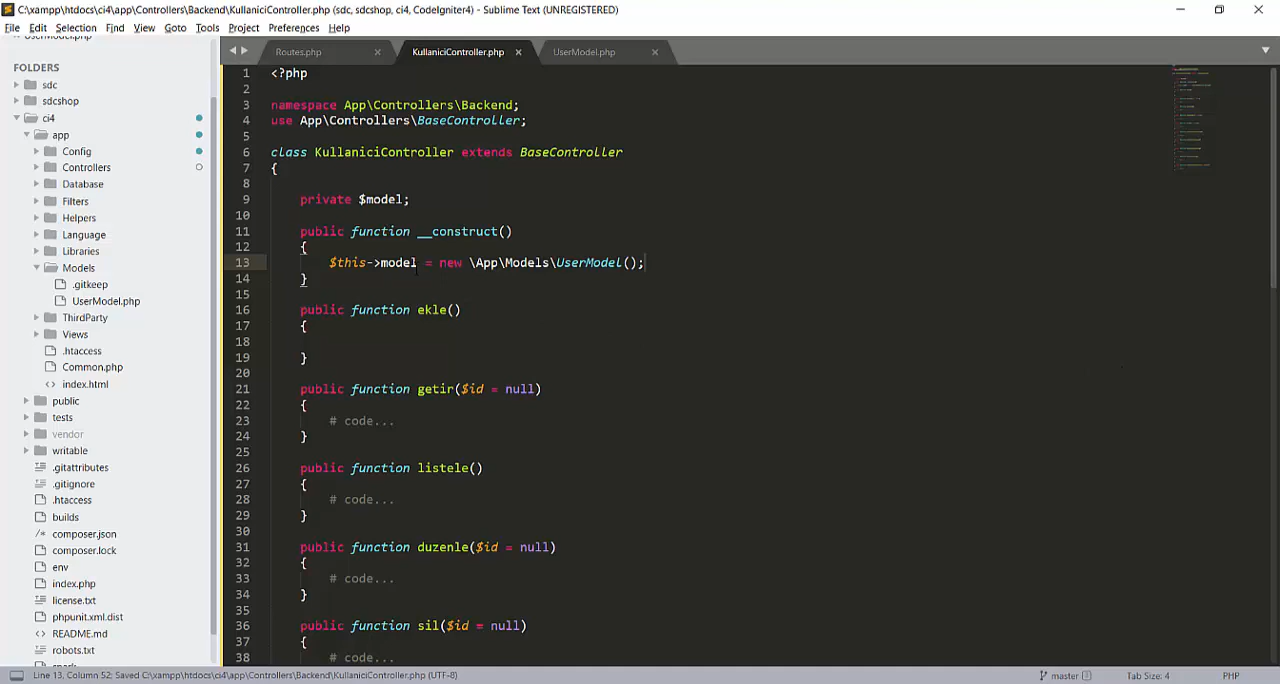 C:\xampp\htdocs\ci4\app\Controllers\Backend\KullaniciController.php (sdc, sdcshop, ci4, CodeIgniter4) - Sublime Text (UNREGISTERED)
File Edit Selection Find View Goto Tools Project Preferences Help
UserModel.php
Routes.php × KullaniciController.php × UserModel.php ×
FOLDERS
sdc
sdcshop
ci4
app
Config
Controllers
Database
Filters
Helpers
Language
Libraries
Models
.gitkeep
UserModel.php
ThirdParty
Views
.htaccess
Common.php
index.html
public
tests
vendor
writable
.gitattributes
.gitignore
.htaccess
builds
composer.json
composer.lock
env
index.php
license.txt
phpunit.xml.dist
README.md
robots.txt
1 <?php
2
3 namespace App\Controllers\Backend;
4 use App\Controllers\BaseController;
5
6 class KullaniciController extends BaseController
7 {
8
9 private $model;
10
11 public function __construct()
12 {
13 $this->model = new \App\Models\UserModel();
14 }
15
16 public function ekle()
17 {
18
19 }
20
21 public function getir($id = null)
22 {
23 # code...
24 }
25
26 public function listele()
27 {
28 # code...
29 }
30
31 public function duzenle($id = null)
32 {
33 # code...
34 }
35
36 public function sil($id = null)
37 {
38 # code...
Line 13, Column 52; Saved C:\xampp\htdocs\ci4\app\Controllers\Backend\KullaniciController.php (UTF-8) master 2 Tab Size: 4 PHP